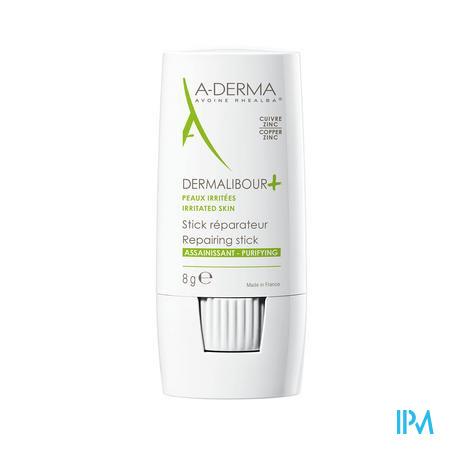 A-DERMA
AVOINE RHEALBA®
CUIVRE
ZINC
COPPER
ZINC
DERMALIBOUR+
PEAUX IRRITÉES
IRRITATED SKIN
Stick réparateur
Repairing stick
ASSAINISSANT - PURIFYING
8 g e
Made in France
IPM